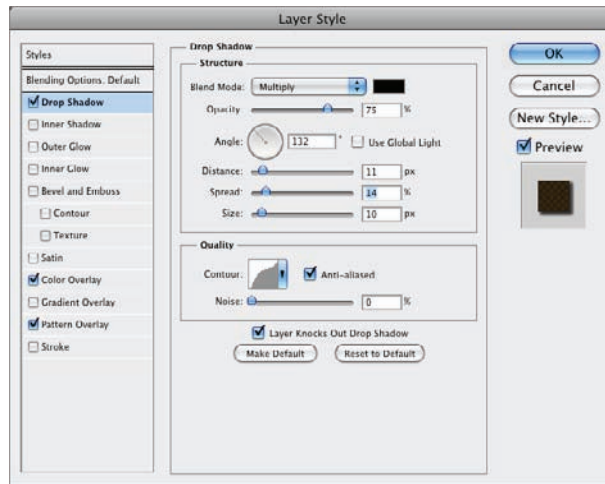 Layer Style
Styles
Blending Options: Default
Drop Shadow
Inner Shadow
Outer Glow
Inner Glow
Bevel and Emboss
Contour
Texture
Satin
Color Overlay
Gradient Overlay
Pattern Overlay
Stroke
Drop Shadow
Structure
Blend Mode: Multiply
Opacity: 75 %
Angle: 132 ° Use Global Light
Distance: 11 px
Spread: 14 %
Size: 10 px
Quality
Contour: Anti-aliased
Noise: 0 %
Layer Knocks Out Drop Shadow
Make Default Reset to Default
OK
Cancel
New Style...
Preview